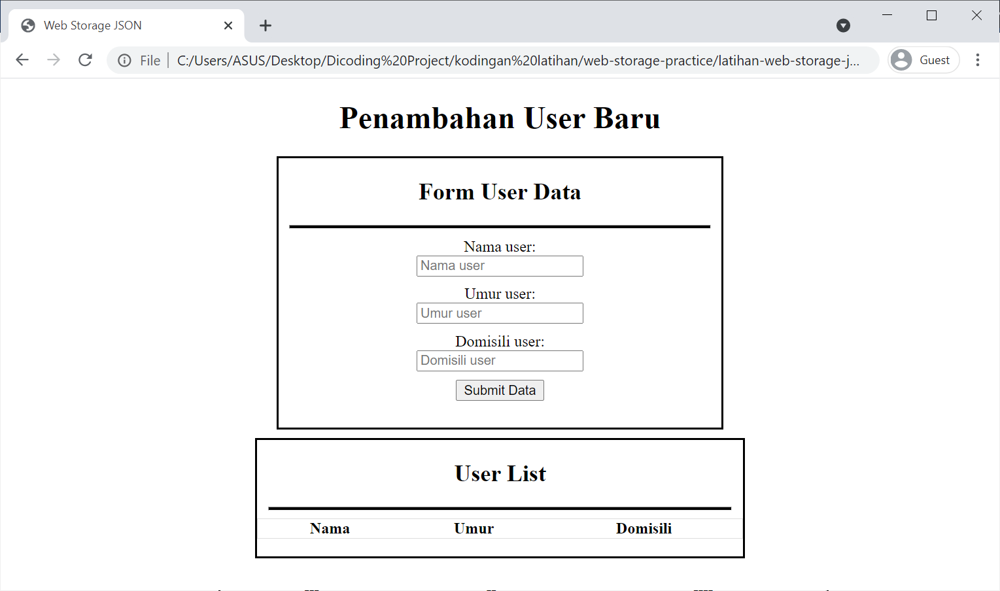 Web Storage JSON
File
C:/Users/ASUS/Desktop/Dicoding%20Project/kodingan%20latihan/web-storage-practice/latihan-web-storage-j...
Guest
Penambahan User Baru
Form User Data
Nama user:
Nama user
Umur user:
Umur user
Domisili user:
Domisili user
Submit Data
User List
Nama Umur Domisili